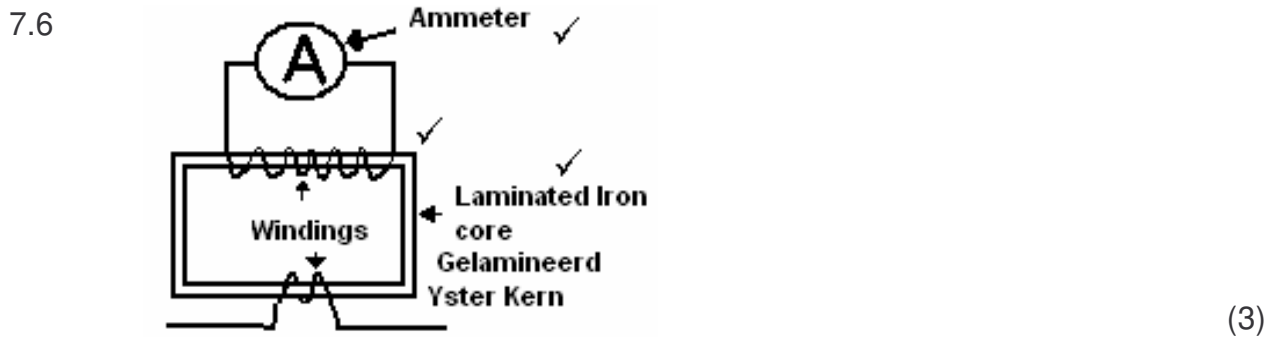 7.6
Ammeter ✓
A
✓
✓
Laminated Iron
Windings
core
Gelamineerd
Yster Kern
(3)